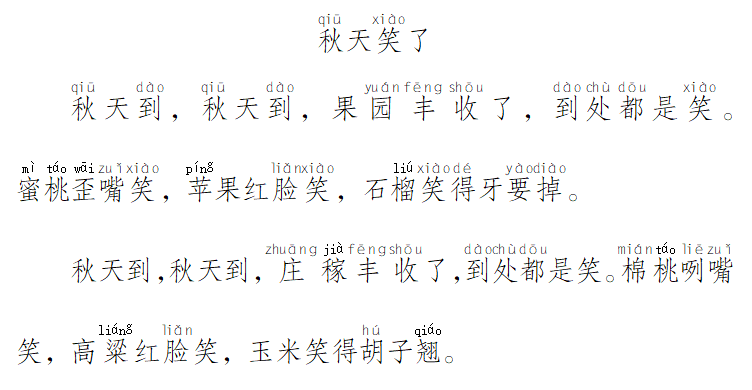 qiū xiào
秋天笑了
qiū dào qiū dào yuán fēng shōu dào chù dōu xiào
秋天到，秋天到，果园丰收了，到处都是笑。
mì táo wāi zuǐ xiào píng liǎn xiào liú xiào dé yào diào
蜜桃歪嘴笑，苹果红脸笑，石榴笑得牙要掉。
zhuāng jià fēng shōu dào chù dōu mián táo liě zuǐ
秋天到,秋天到,庄稼丰收了,到处都是笑。棉桃咧嘴
liáng liǎn hú qiáo
笑，高粱红脸笑，玉米笑得胡子翘。